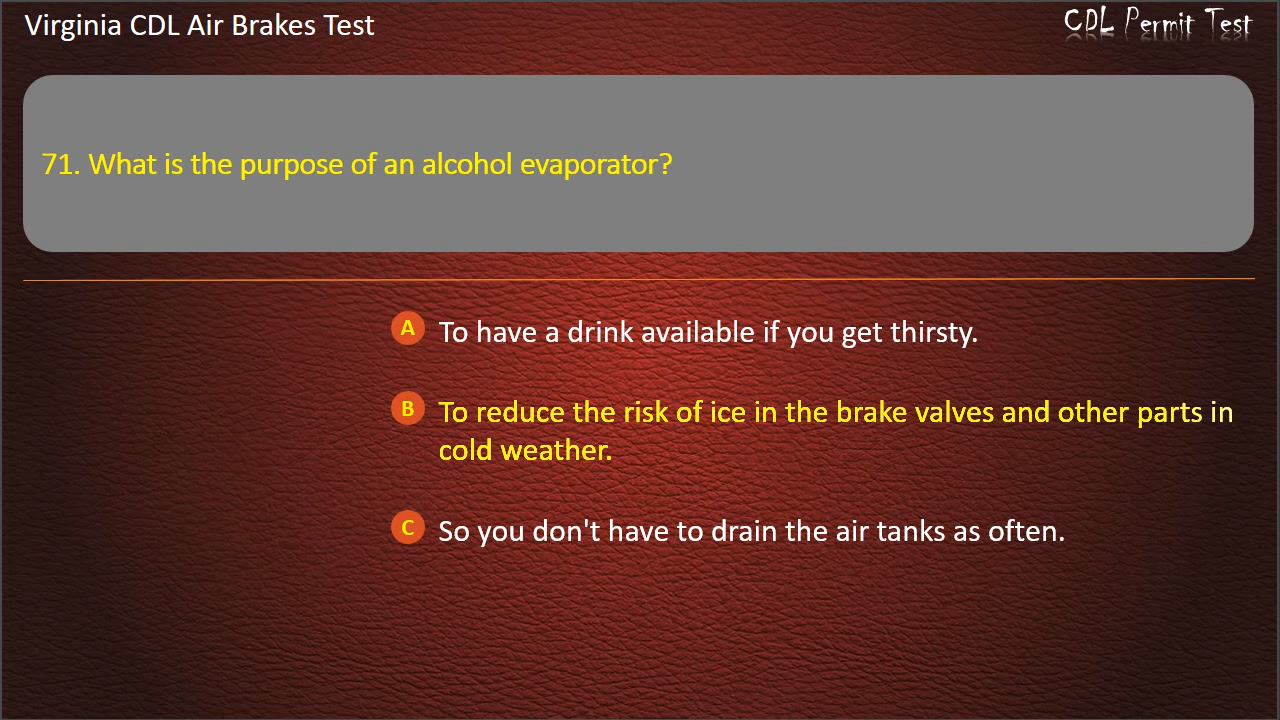 Virginia CDL Air Brakes Test
CDL Permit Test
71. What is the purpose of an alcohol evaporator?
A To have a drink available if you get thirsty.
B To reduce the risk of ice in the brake valves and other parts in
cold weather.
C So you don't have to drain the air tanks as often.